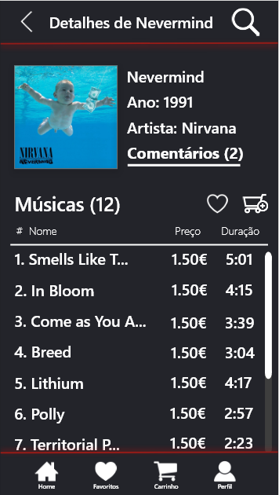 Detalhes de Nevermind
Nevermind
Ano: 1991
Artista: Nirvana
Comentários (2)
NIRVANA
NEVERMIND
Músicas (12)
# Nome Preço Duração
1. Smells Like T... 1.50€ 5:01
2. In Bloom 1.50€ 4:15
3. Come as You A... 1.50€ 3:39
4. Breed 1.50€ 3:04
5. Lithium 1.50€ 4:17
6. Polly 1.50€ 2:57
7. Territorial P... 1.50€ 2:23
Home Favoritos Carrinho Perfil